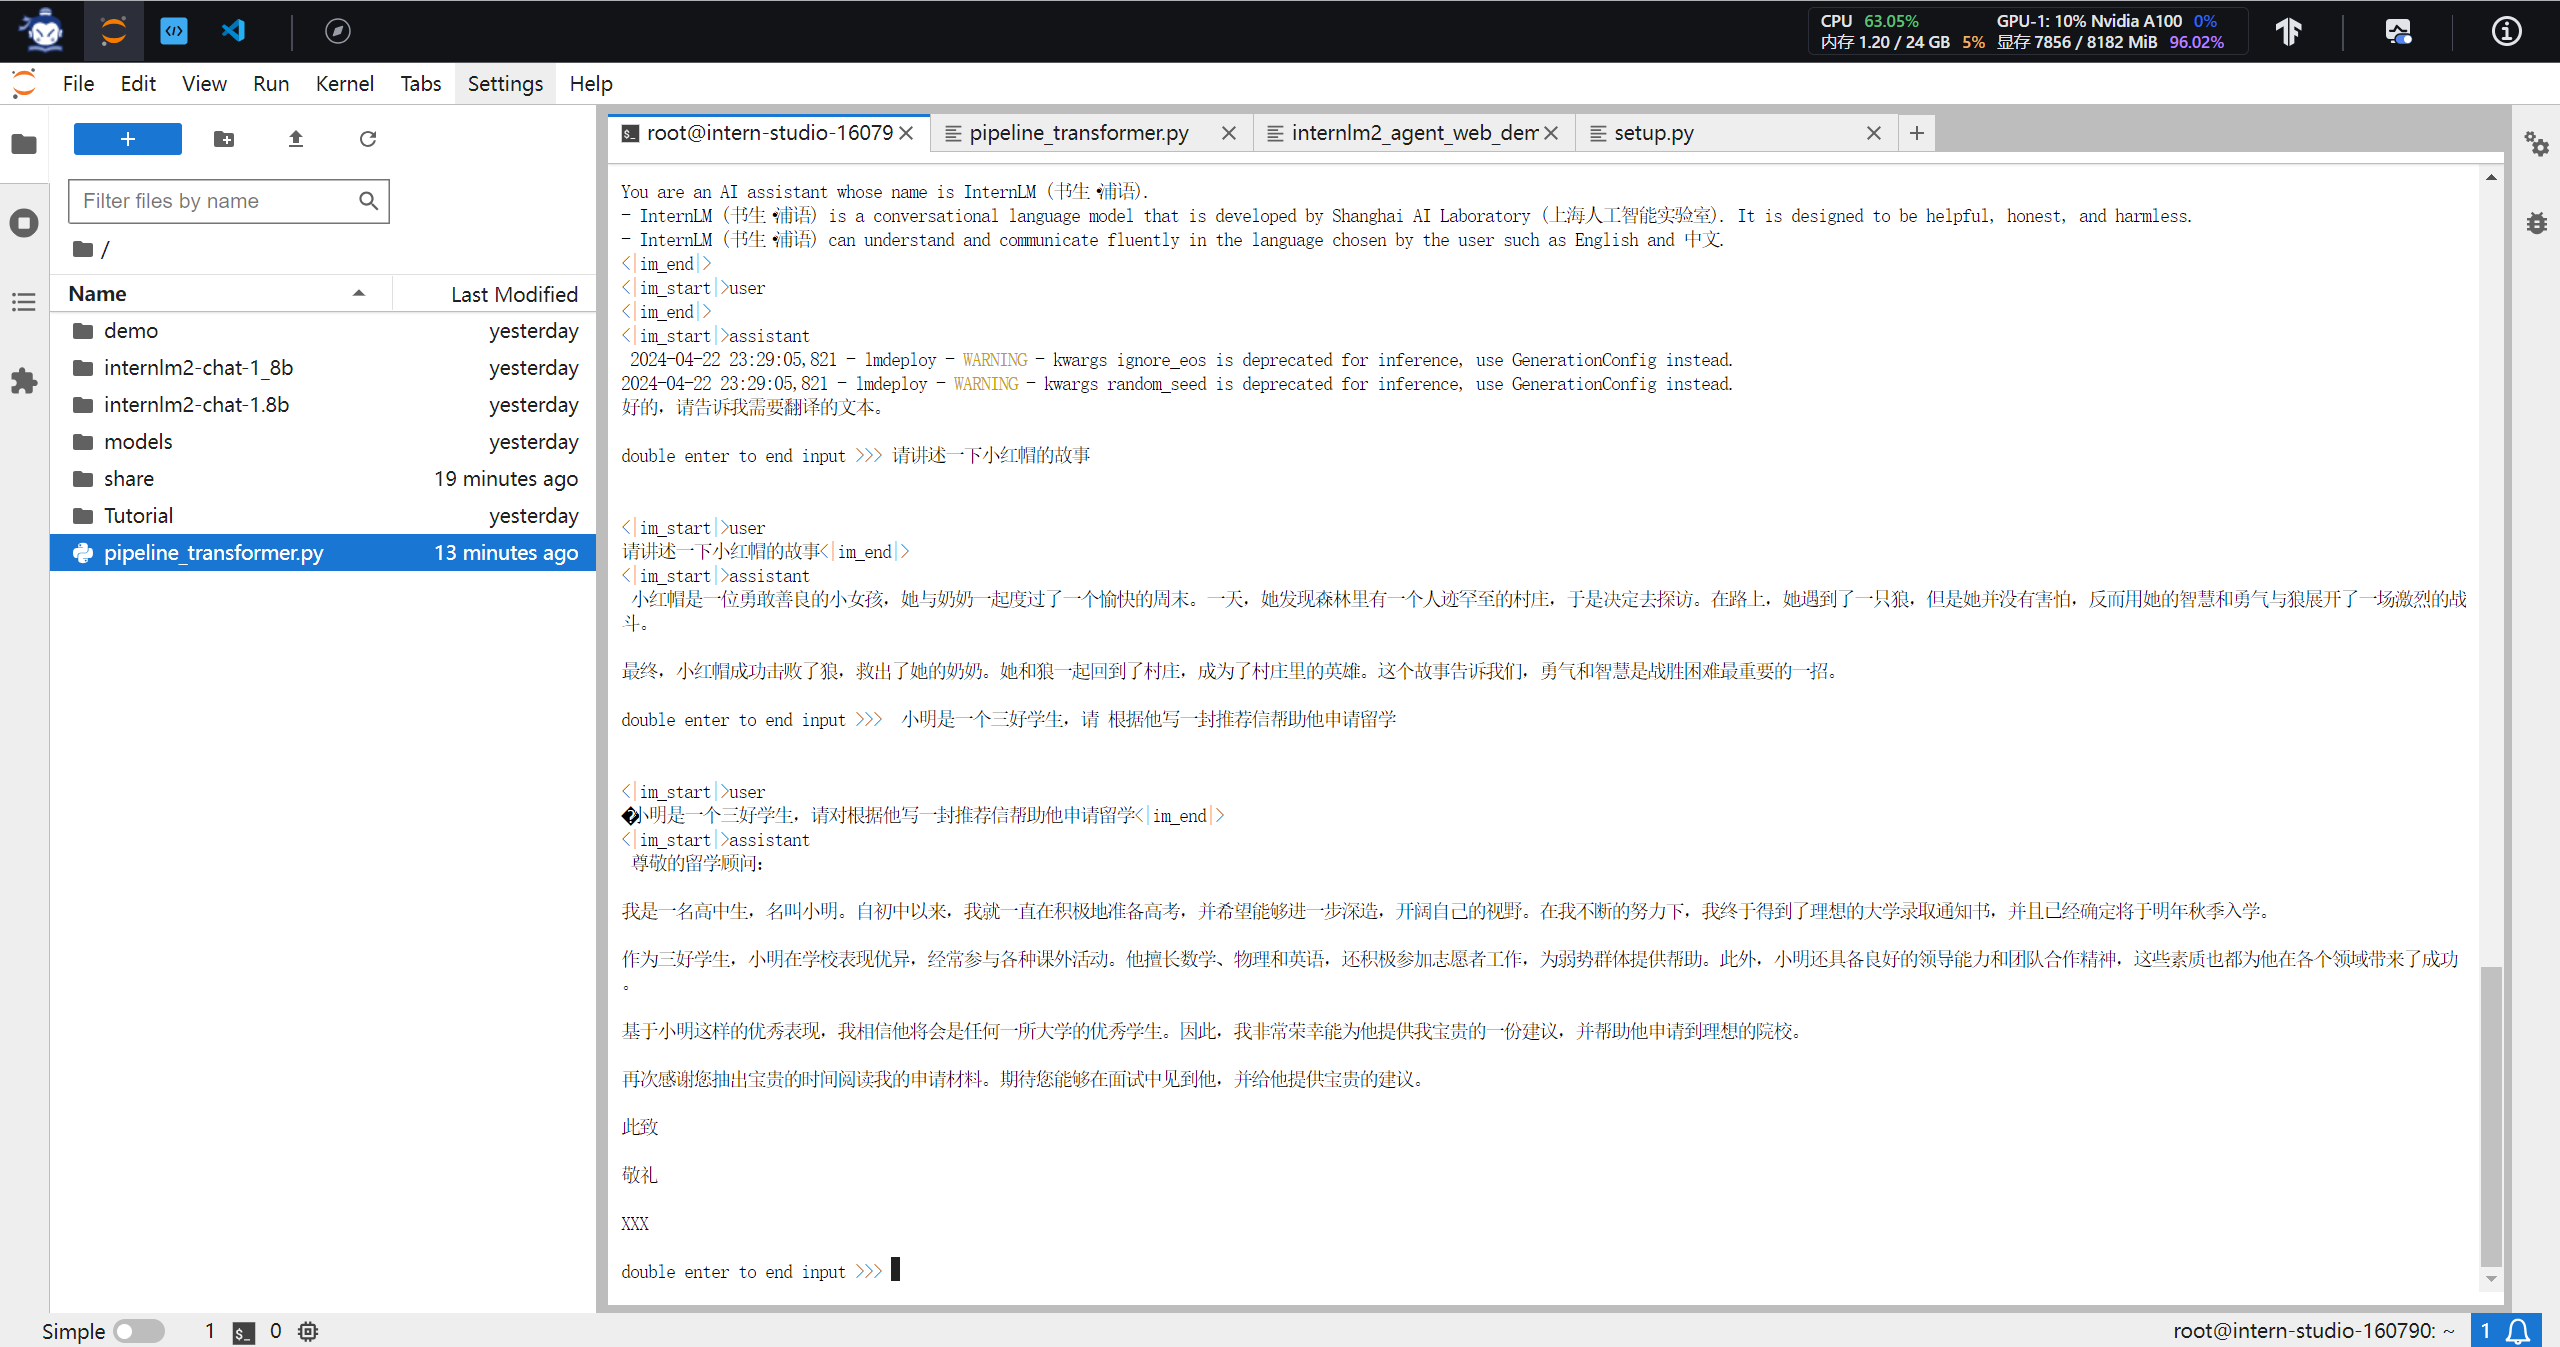 CPU 63.05% GPU-1: 10% Nvidia A100 0%
内存 1.20 / 24 GB 5% 显存 7856 / 8182 MiB 96.02%
File Edit View Run Kernel Tabs Settings Help
root@intern-studio-16079 pipeline_transformer.py internlm2_agent_web_dem setup.py
Filter files by name
/
Name Last Modified
demo yesterday
internlm2-chat-1_8b yesterday
internlm2-chat-1.8b yesterday
models yesterday
share 19 minutes ago
Tutorial yesterday
pipeline_transformer.py 13 minutes ago
You are an AI assistant whose name is InternLM (书生·浦语).
- InternLM (书生·浦语) is a conversational language model that is developed by Shanghai AI Laboratory (上海人工智能实验室). It is designed to be helpful, honest, and harmless.
- InternLM (书生·浦语) can understand and communicate fluently in the language chosen by the user such as English and 中文.
<|im_end|>
<|im_start|>user
<|im_end|>
<|im_start|>assistant
2024-04-22 23:29:05,821 - lmdeploy - WARNING - kwargs ignore_eos is deprecated for inference, use GenerationConfig instead.
2024-04-22 23:29:05,821 - lmdeploy - WARNING - kwargs random_seed is deprecated for inference, use GenerationConfig instead.
好的，请告诉我需要翻译的文本。
double enter to end input >>> 请讲述一下小红帽的故事
<|im_start|>user
请讲述一下小红帽的故事<|im_end|>
<|im_start|>assistant
小红帽是一位勇敢善良的小女孩，她与奶奶一起度过了一个愉快的周末。一天，她发现森林里有一个人迹罕至的村庄，于是决定去探访。在路上，她遇到了一只狼，但是她并没有害怕，反而用她的智慧和勇气与狼展开了一场激烈的战
斗。
最终，小红帽成功击败了狼，救出了她的奶奶。她和狼一起回到了村庄，成为了村庄里的英雄。这个故事告诉我们，勇气和智慧是战胜困难最重要的一招。
double enter to end input >>> 小明是一个三好学生，请 根据他写一封推荐信帮助他申请留学
<|im_start|>user
�小明是一个三好学生，请对根据他写一封推荐信帮助他申请留学<|im_end|>
<|im_start|>assistant
尊敬的留学顾问：
我是一名高中生，名叫小明。自初中以来，我就一直在积极地准备高考，并希望能够进一步深造，开阔自己的视野。在我不断的努力下，我终于得到了理想的大学录取通知书，并且已经确定将于明年秋季入学。
作为三好学生，小明在学校表现优异，经常参与各种课外活动。他擅长数学、物理和英语，还积极参加志愿者工作，为弱势群体提供帮助。此外，小明还具备良好的领导能力和团队合作精神，这些素质也都为他在各个领域带来了成功
。
基于小明这样的优秀表现，我相信他将会是任何一所大学的优秀学生。因此，我非常荣幸能为他提供我宝贵的一份建议，并帮助他申请到理想的院校。
再次感谢您抽出宝贵的时间阅读我的申请材料。期待您能够在面试中见到他，并给他提供宝贵的建议。
此致
敬礼
XXX
double enter to end input >>>
Simple 1 0 root@intern-studio-160790: ~ 1